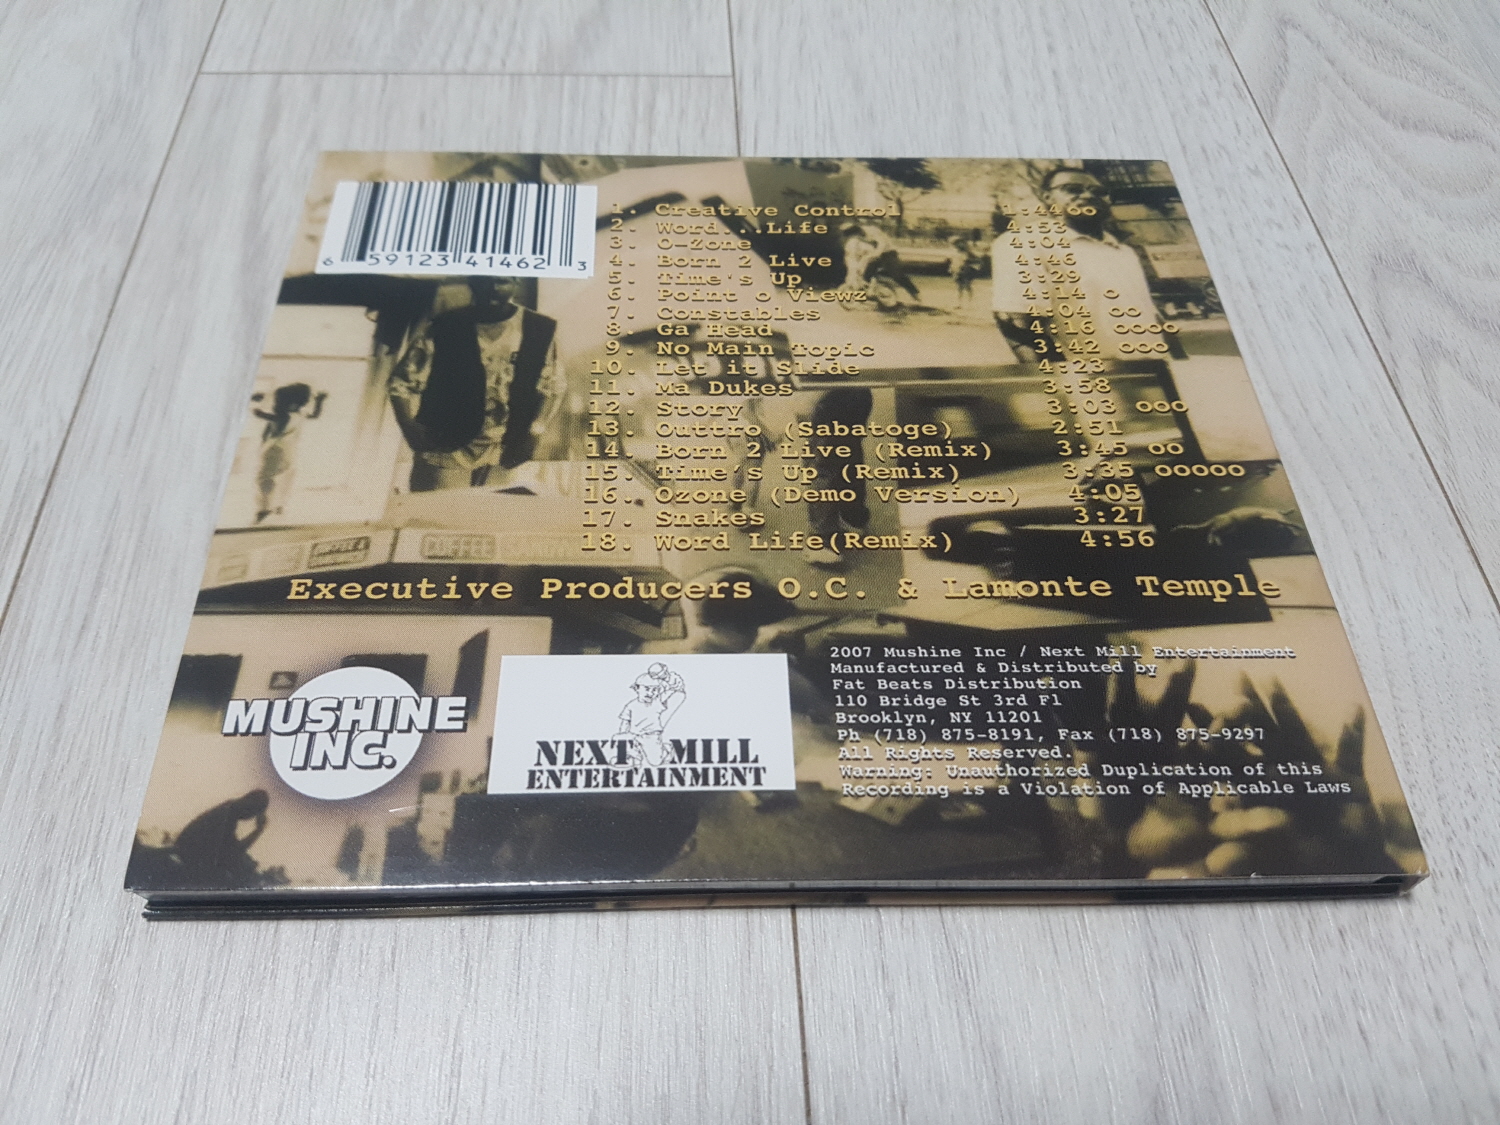 6 59123 41462 3
1. Creative Control 1:44oo
2. Word...Life 4:53
3. O-Zone 4:04
4. Born 2 Live 4:46
5. Time's Up 3:29
6. Point o Viewz 4:14 o
7. Constables 4:04 oo
8. Ga Head 4:16 oooo
9. No Main Topic 3:42 ooo
10. Let it Slide 4:23
11. Ma Dukes 3:58
12. Story 3:03 ooo
13. Outtro (Sabatoge) 2:51
14. Born 2 Live (Remix) 3:45 oo
15. Time's Up (Remix) 3:35 ooooo
16. Ozone (Demo Version) 4:05
17. Snakes 3:27
18. Word Life(Remix) 4:56
Executive Producers O.C. & Lamonte Temple
MUSHINE
INC.
NEXT MILL
ENTERTAINMENT
2007 Mushine Inc / Next Mill Entertainment
Manufactured & Distributed by
Fat Beats Distribution
110 Bridge St 3rd Fl
Brooklyn, NY 11201
Ph (718) 875-8191, Fax (718) 875-9297
All Rights Reserved.
Warning: Unauthorized Duplication of this
Recording is a Violation of Applicable Laws